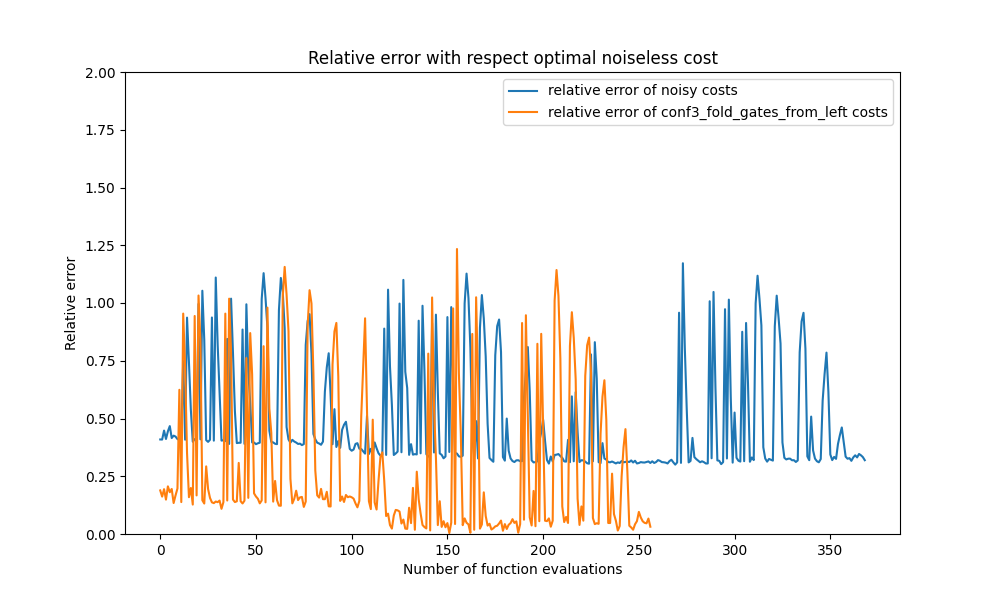 Relative error with respect optimal noiseless cost
relative error of noisy costs
relative error of conf3_fold_gates_from_left costs
Relative error
2.00
1.75
1.50
1.25
1.00
0.75
0.50
0.25
0.00
0 50 100 150 200 250 300 350
Number of function evaluations